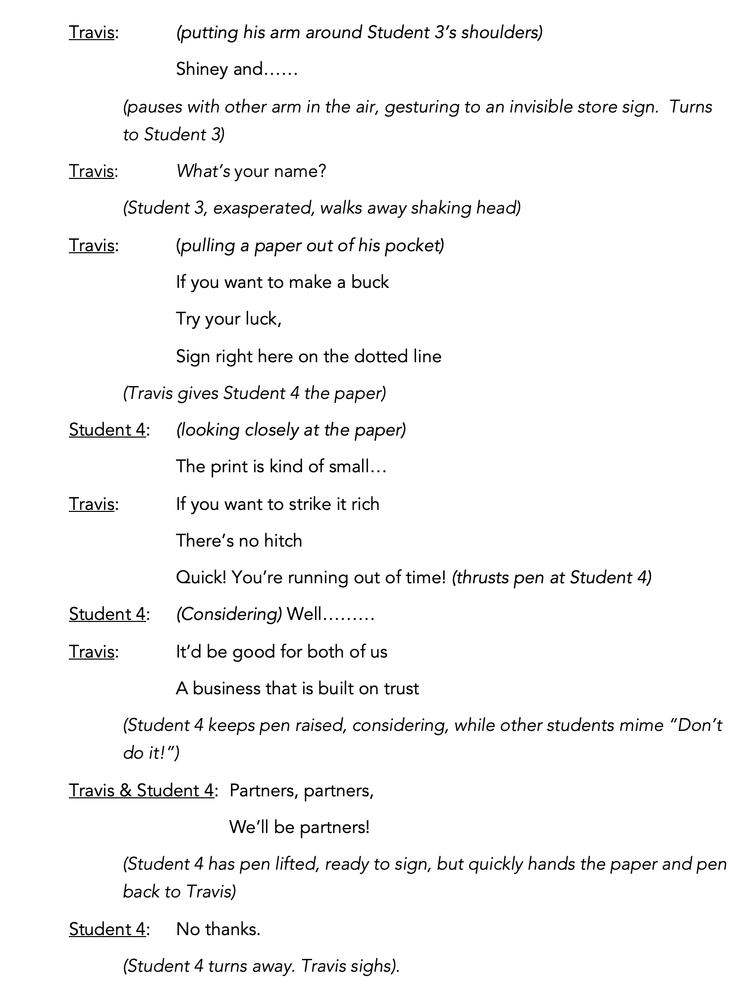 Travis: (putting his arm around Student 3’s shoulders)
Shiney and……
(pauses with other arm in the air, gesturing to an invisible store sign.  Turns
to Student 3)
Travis: What’s your name?
(Student 3, exasperated, walks away shaking head)
Travis: (pulling a paper out of his pocket)
If you want to make a buck
Try your luck,
Sign right here on the dotted line
(Travis gives Student 4 the paper)
Student 4: (looking closely at the paper)
The print is kind of small…
Travis: If you want to strike it rich
There’s no hitch
Quick! You’re running out of time! (thrusts pen at Student 4)
Student 4: (Considering) Well………
Travis: It’d be good for both of us
A business that is built on trust
(Student 4 keeps pen raised, considering, while other students mime “Don’t
do it!”)
Travis & Student 4: Partners, partners,
We’ll be partners!
(Student 4 has pen lifted, ready to sign, but quickly hands the paper and pen
back to Travis)
Student 4: No thanks.
(Student 4 turns away. Travis sighs).